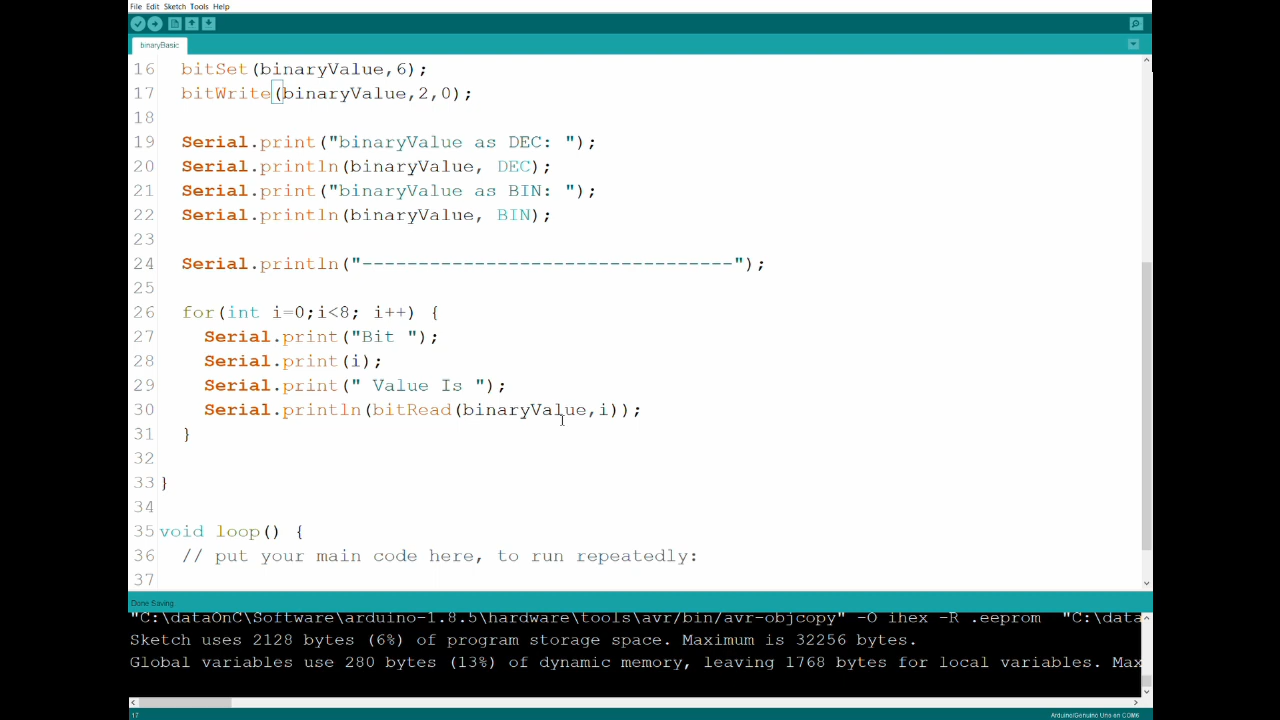 File Edit Sketch Tools Help
binaryBasic
16 bitSet(binaryValue,6);
17 bitWrite(binaryValue,2,0);
18
19 Serial.print("binaryValue as DEC: ");
20 Serial.println(binaryValue, DEC);
21 Serial.print("binaryValue as BIN: ");
22 Serial.println(binaryValue, BIN);
23
24 Serial.println("---------------------------------");
25
26 for(int i=0;i<8; i++) {
27 Serial.print("Bit ");
28 Serial.print(i);
29 Serial.print(" Value Is ");
30 Serial.println(bitRead(binaryValue,i));
31 }
32
33 }
34
35 void loop() {
36 // put your main code here, to run repeatedly:
37
Done Saving.
"C:\dataOnC\Software\arduino-1.8.5\hardware\tools\avr/bin/avr-objcopy" -O ihex -R .eeprom "C:\data
Sketch uses 2128 bytes (6%) of program storage space. Maximum is 32256 bytes.
Global variables use 280 bytes (13%) of dynamic memory, leaving 1768 bytes for local variables. Max
17 Arduino/Genuino Uno en COM6